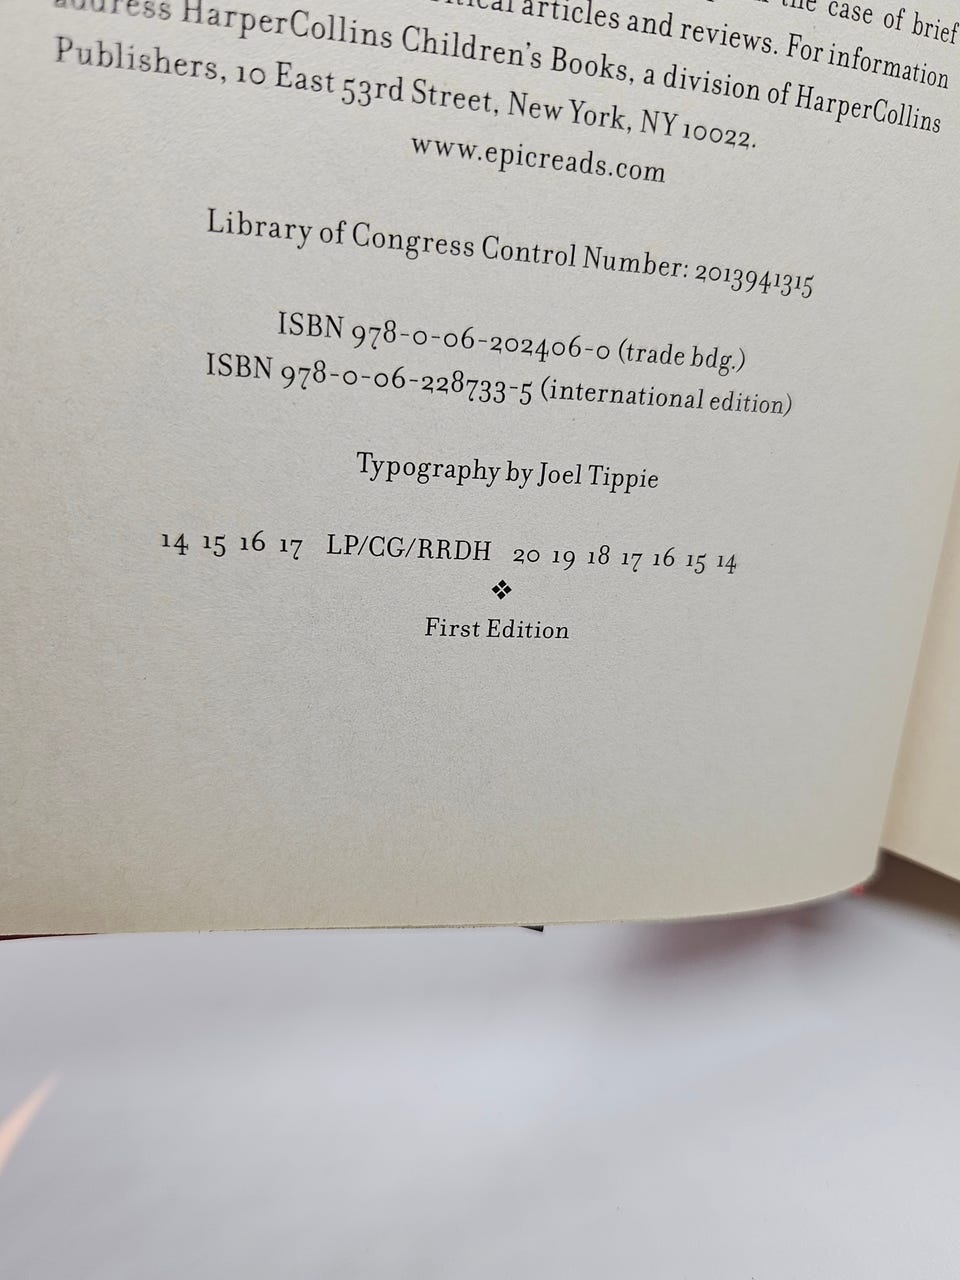 the case of brief
articles and reviews. For information
address HarperCollins Children's Books, a division of HarperCollins
Publishers, 10 East 53rd Street, New York, NY 10022.
www.epicreads.com
Library of Congress Control Number: 2013941315
ISBN 978-0-06-202406-0 (trade bdg.)
ISBN 978-0-06-228733-5 (international edition)
Typography by Joel Tippie
14 15 16 17 LP/CG/RRDH 20 19 18 17 16 15 14
❖
First Edition